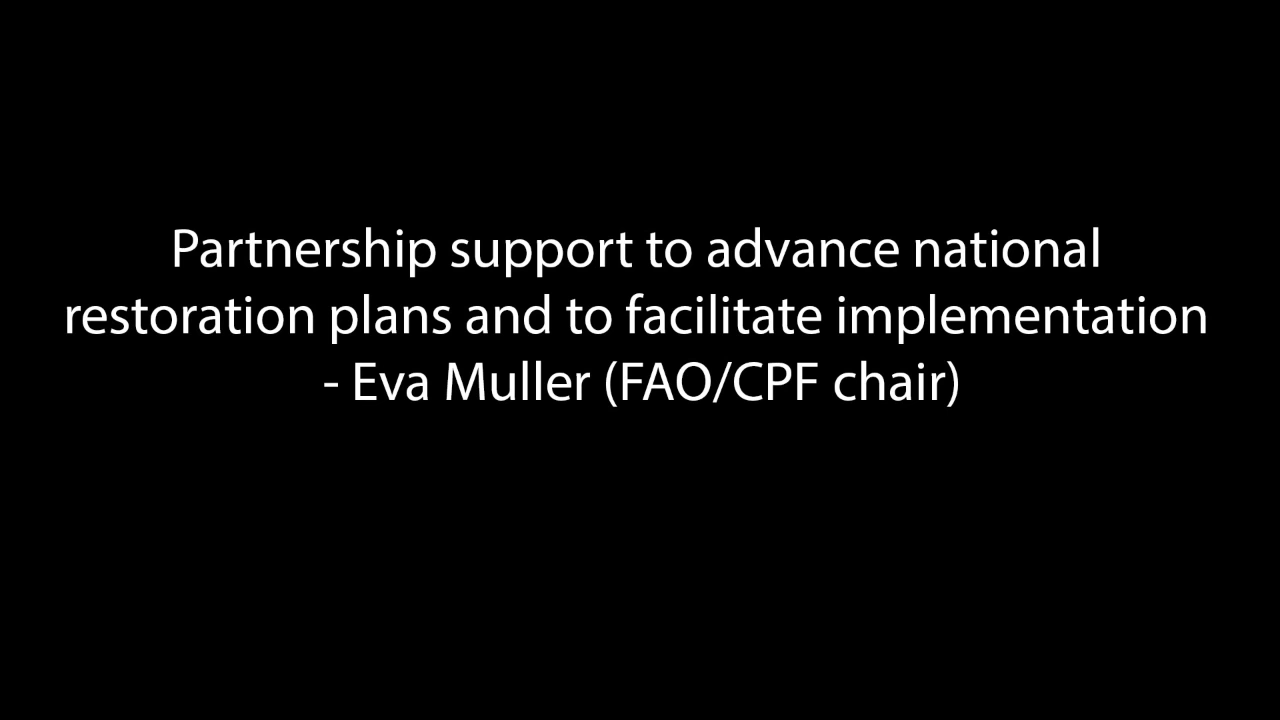 Partnership support to advance national
restoration plans and to facilitate implementation
- Eva Muller (FAO/CPF chair)